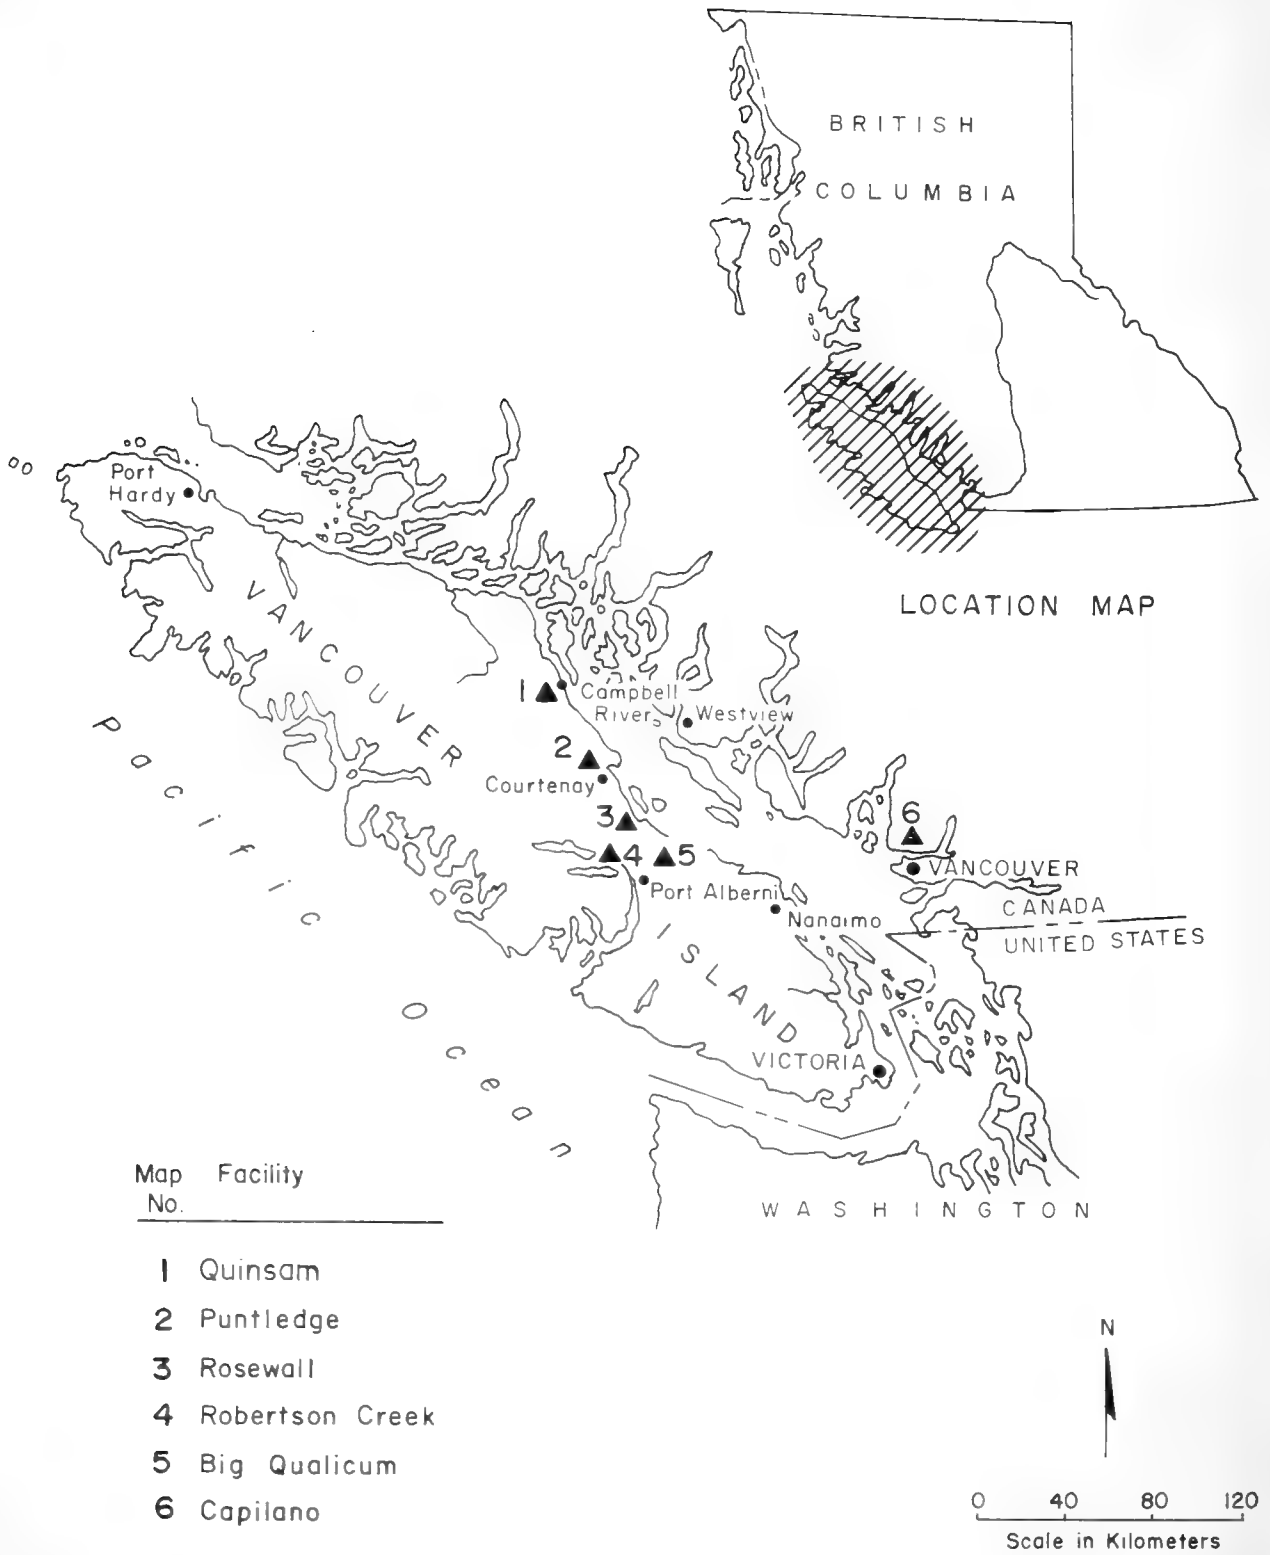 BRITISH
COLUMBIA
LOCATION MAP
Port
Hardy
VANCOUVER
ISLAND
Pacific Ocean
1
Campbell
River
Westview
2
Courtenay
3
4
5
6
VANCOUVER
Port Alberni
Nanaimo
CANADA
UNITED STATES
VICTORIA
WASHINGTON
Map Facility
No.
1 Quinsam
2 Puntledge
3 Rosewall
4 Robertson Creek
5 Big Qualicum
6 Capilano
N
0 40 80 120
Scale in Kilometers